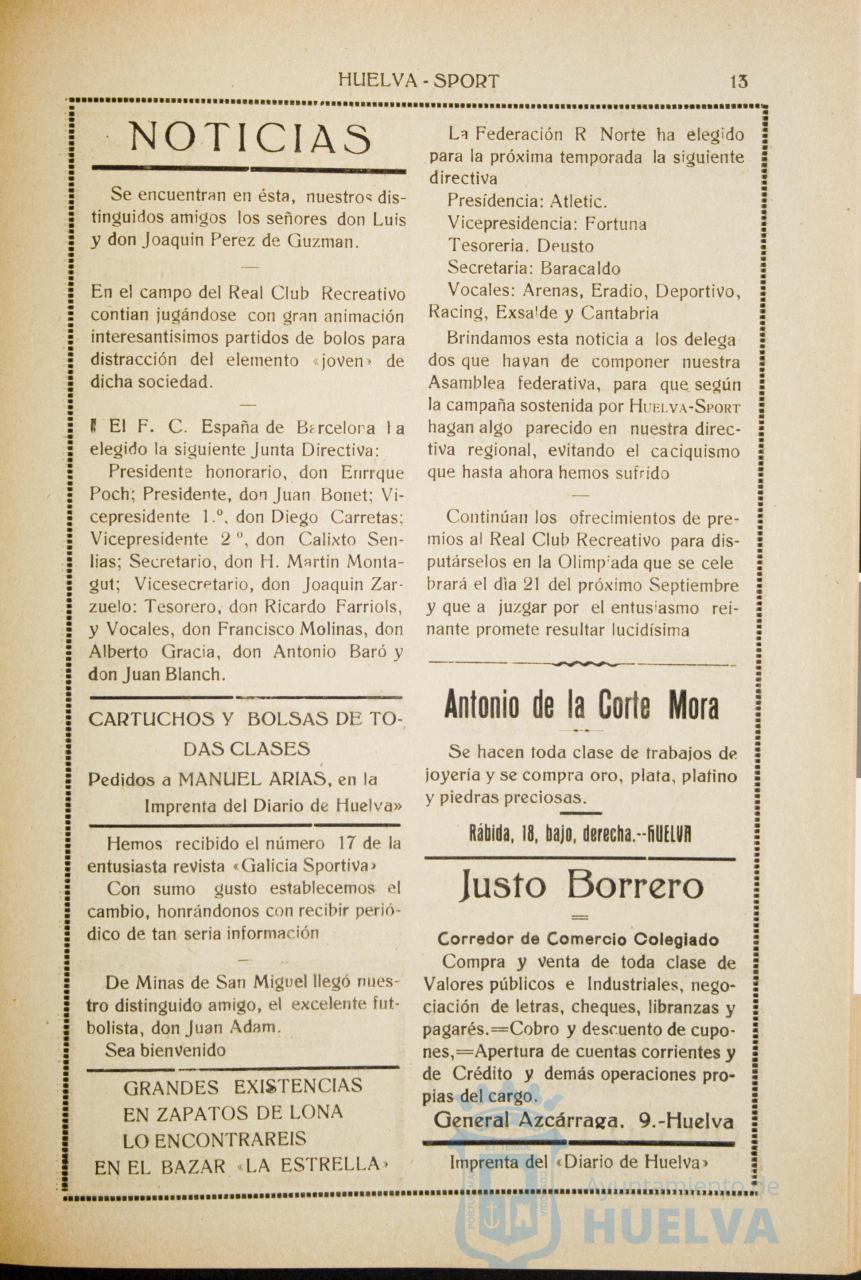 HUELVA - SPORT 13
NOTICIAS
Se encuentran en ésta, nuestros dis-
tinguidos amigos los señores don Luis
y don Joaquin Perez de Guzman.
En el campo del Real Club Recreativo
contian jugándose con gran animación
interesantisimos partidos de bolos para
distracción del elemento «joven» de
dicha sociedad.
El F. C. España de Barcelona ha
elegido la siguiente Junta Directiva:
Presidente honorario, don Enrrque
Poch; Presidente, don Juan Bonet; Vi-
cepresidente 1.º, don Diego Carretas;
Vicepresidente 2º, don Calixto Sen-
lias; Secretario, don H. Martin Monta-
gut; Vicesecretario, don Joaquin Zar-
zuelo: Tesorero, don Ricardo Farriols,
y Vocales, don Francisco Molinas, don
Alberto Gracia, don Antonio Baró y
don Juan Blanch.
CARTUCHOS Y BOLSAS DE TO-
DAS CLASES
Pedidos a MANUEL ARIAS, en la
Imprenta del Diario de Huelva»
Hemos recibido el número 17 de la
entusiasta revista «Galicia Sportiva»
Con sumo gusto establecemos el
cambio, honrándonos con recibir perió-
dico de tan seria información
De Minas de San Miguel llegó nues-
tro distinguido amigo, el excelente fut-
bolista, don Juan Adam.
Sea bienvenido
GRANDES EXISTENCIAS
EN ZAPATOS DE LONA
LO ENCONTRAREIS
EN EL BAZAR «LA ESTRELLA»
La Federación R Norte ha elegido
para la próxima temporada la siguiente
directiva
Presidencia: Atletic.
Vicepresidencia: Fortuna
Tesoreria. Deusto
Secretaria: Baracaldo
Vocales: Arenas, Eradio, Deportivo,
Racing, Exsalde y Cantabria
Brindamos esta noticia a los delega
dos que hayan de componer nuestra
Asamblea federativa, para que según
la campaña sostenida por HUELVA-SPORT
hagan algo parecido en nuestra direc-
tiva regional, evitando el caciquismo
que hasta ahora hemos sufrido
Continúan los ofrecimientos de pre-
mios al Real Club Recreativo para dis-
putárselos en la Olimpiada que se cele
brará el dia 21 del próximo Septiembre
y que a juzgar por el entusiasmo rei-
nante promete resultar lucidísima
Antonio de la Corte Mora
Se hacen toda clase de trabajos de
joyería y se compra oro, plata, platino
y piedras preciosas.
Rábida, 18, bajo, derecha.--HUELVA
Justo Borrero
Corredor de Comercio Colegiado
Compra y venta de toda clase de
Valores públicos e Industriales, nego-
ciación de letras, cheques, libranzas y
pagarés.=Cobro y descuento de cupo-
nes,=Apertura de cuentas corrientes y
de Crédito y demás operaciones pro-
pias del cargo.
General Azcárraga. 9.-Huelva
Imprenta del «Diario de Huelva»
Ayuntamiento de
HUELVA